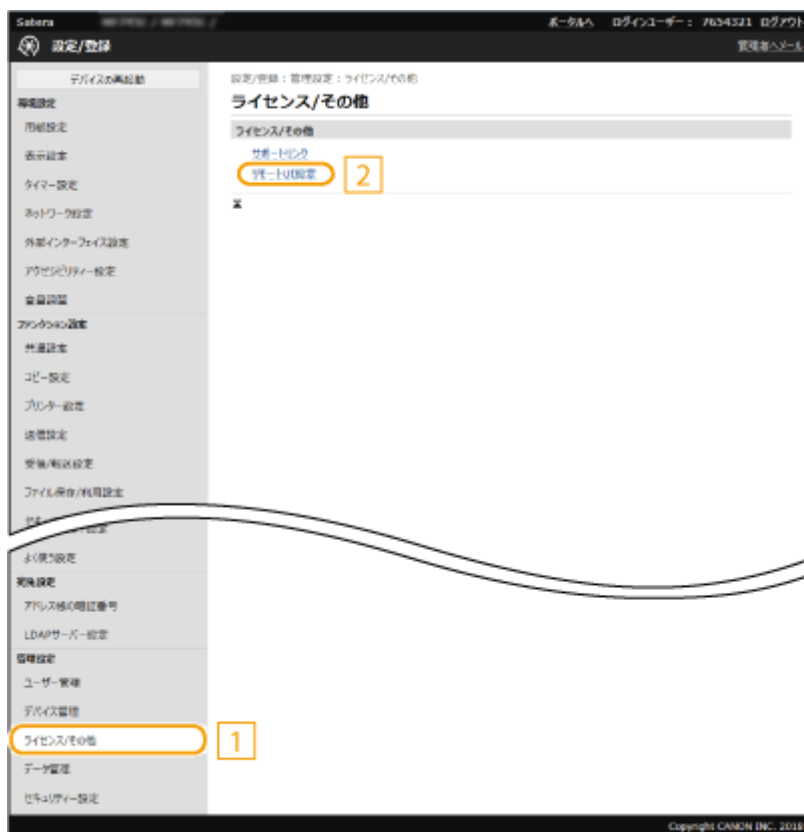 Satera
ポータルへ ログインユーザー： 7654321 ログアウト
設定/登録
管理者へメール
デバイスの再起動
設定/登録：管理設定：ライセンス/その他
ライセンス/その他
ライセンス/その他
サポートリンク
リモートUI設定
2
環境設定
用紙設定
表示設定
タイマー設定
ネットワーク設定
外部インターフェイス設定
アクセシビリティー設定
音量調整
ファンクション設定
共通設定
コピー設定
プリンター設定
送信設定
受信/転送設定
ファイル保存/利用設定
よく使う設定
宛先設定
アドレス帳の暗証番号
LDAPサーバー設定
管理設定
ユーザー管理
デバイス管理
ライセンス/その他
1
データ管理
セキュリティー設定
Copyright CANON INC. 2018